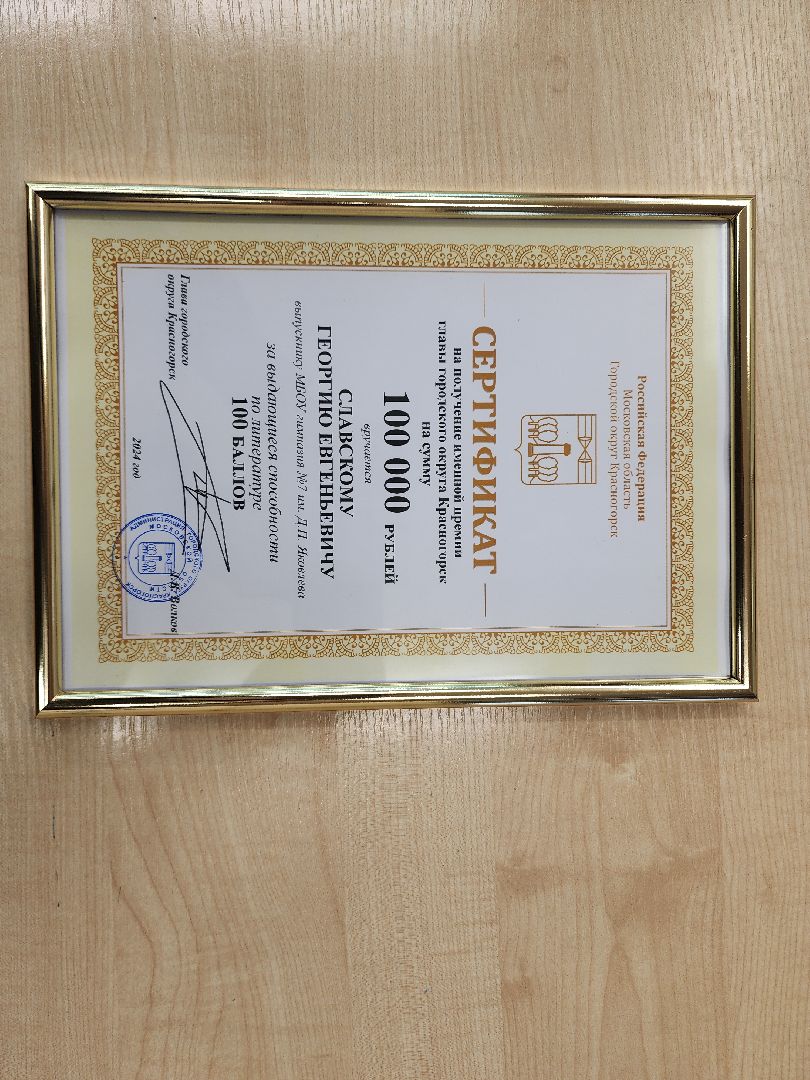 Российская Федерация
Московская область
Городской округ Красногорск
СЕРТИФИКАТ
на получение именной премии
главы городского округа Красногорск
на сумму
100 000 РУБЛЕЙ
вручается
СЛАВСКОМУ
ГЕОРГИЮ ЕВГЕНЬЕВИЧУ
выпускнику МБОУ гимназия №7 им. Д.П. Яковлева
за выдающиеся способности
по литературе
100 БАЛЛОВ
Глава городского
округа Красногорск
Волков
2024 год